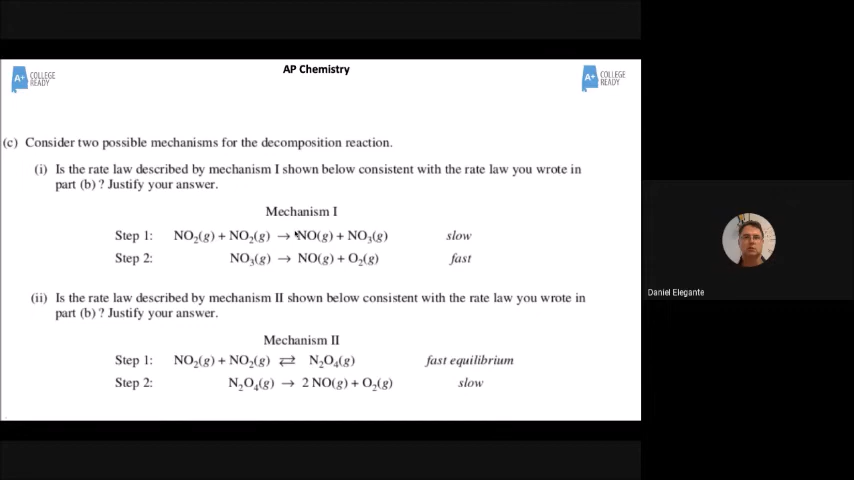 A+ COLLEGE READY
AP Chemistry
A+ COLLEGE READY
(c) Consider two possible mechanisms for the decomposition reaction.
(i) Is the rate law described by mechanism I shown below consistent with the rate law you wrote in
part (b) ? Justify your answer.
Mechanism I
Step 1: NO₂(g) + NO₂(g) → NO(g) + NO₃(g) slow
Step 2: NO₃(g) → NO(g) + O₂(g) fast
(ii) Is the rate law described by mechanism II shown below consistent with the rate law you wrote in
part (b) ? Justify your answer.
Mechanism II
Step 1: NO₂(g) + NO₂(g) ⇄ N₂O₄(g) fast equilibrium
Step 2: N₂O₄(g) → 2 NO(g) + O₂(g) slow
Daniel Elegante